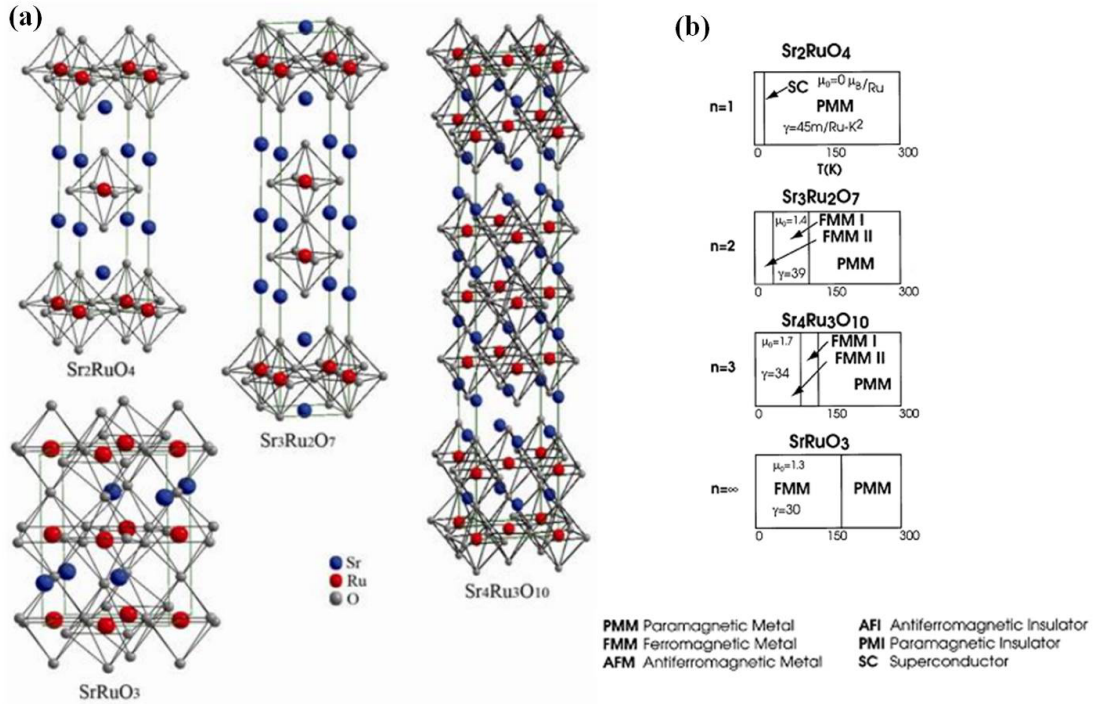 (a)
Sr2RuO4
Sr3Ru2O7
Sr4Ru3O10
SrRuO3
Sr
Ru
O
(b)
Sr2RuO4
n=1
SC
μ0=0 μB/Ru
PMM
γ=45m/Ru-K2
0 150 300
T(K)
Sr3Ru2O7
n=2
μ0=1.4
FMM I
FMM II
γ=39
PMM
0 150 300
Sr4Ru3O10
n=3
μ0=1.7
FMM I
FMM II
γ=34
PMM
0 150 300
SrRuO3
n=∞
μ0=1.3
FMM
PMM
γ=30
0 150 300
PMM Paramagnetic Metal
FMM Ferromagnetic Metal
AFM Antiferromagnetic Metal
AFI Antiferromagnetic Insulator
PMI Paramagnetic Insulator
SC Superconductor